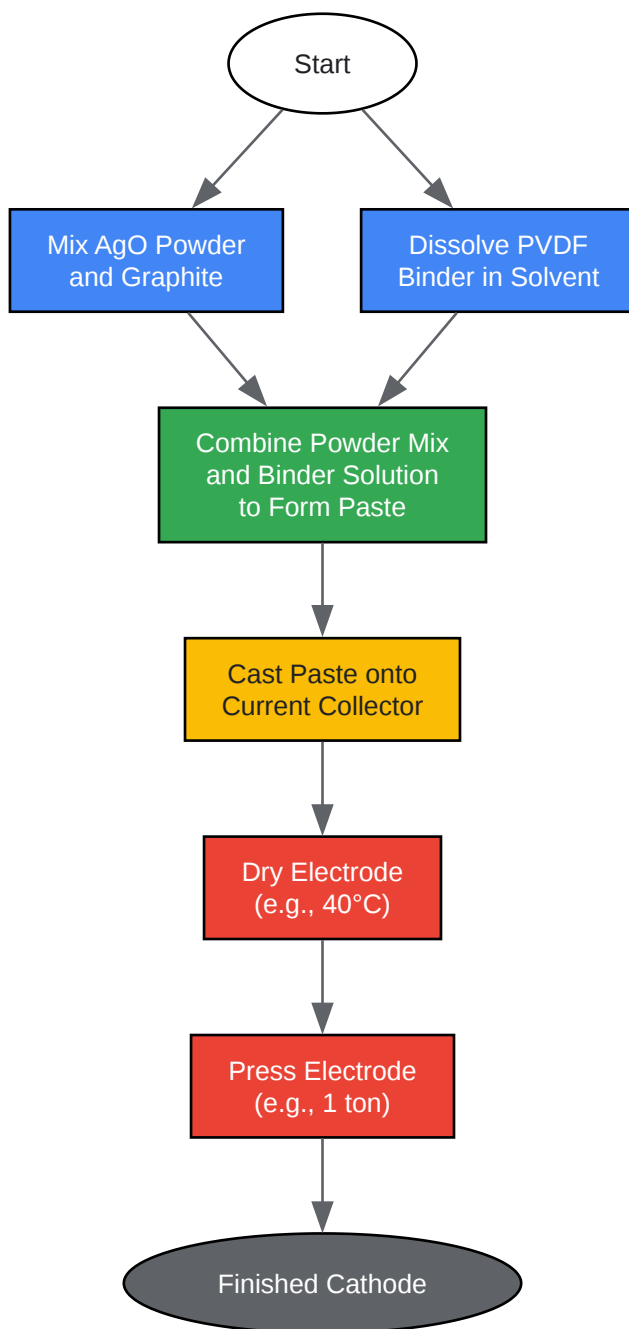 Start
Mix AgO Powder
and Graphite
Dissolve PVDF
Binder in Solvent
Combine Powder Mix
and Binder Solution
to Form Paste
Cast Paste onto
Current Collector
Dry Electrode
(e.g., 40°C)
Press Electrode
(e.g., 1 ton)
Finished Cathode